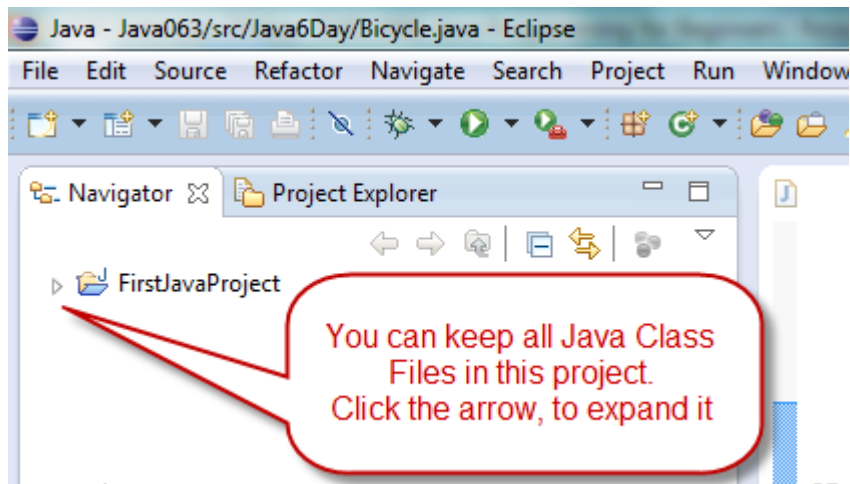 Java - Java063/src/Java6Day/Bicycle.java - Eclipse
File Edit Source Refactor Navigate Search Project Run Window
Navigator Project Explorer
FirstJavaProject
You can keep all Java Class
Files in this project.
Click the arrow, to expand it